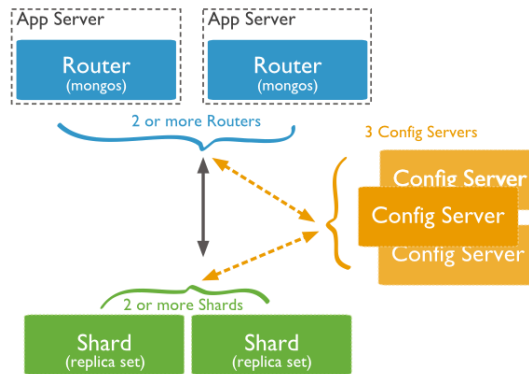 App Server
App Server
Router
(mongos)
Router
(mongos)
2 or more Routers
3 Config Servers
Config Server
Config Server
Config Server
2 or more Shards
Shard
(replica set)
Shard
(replica set)